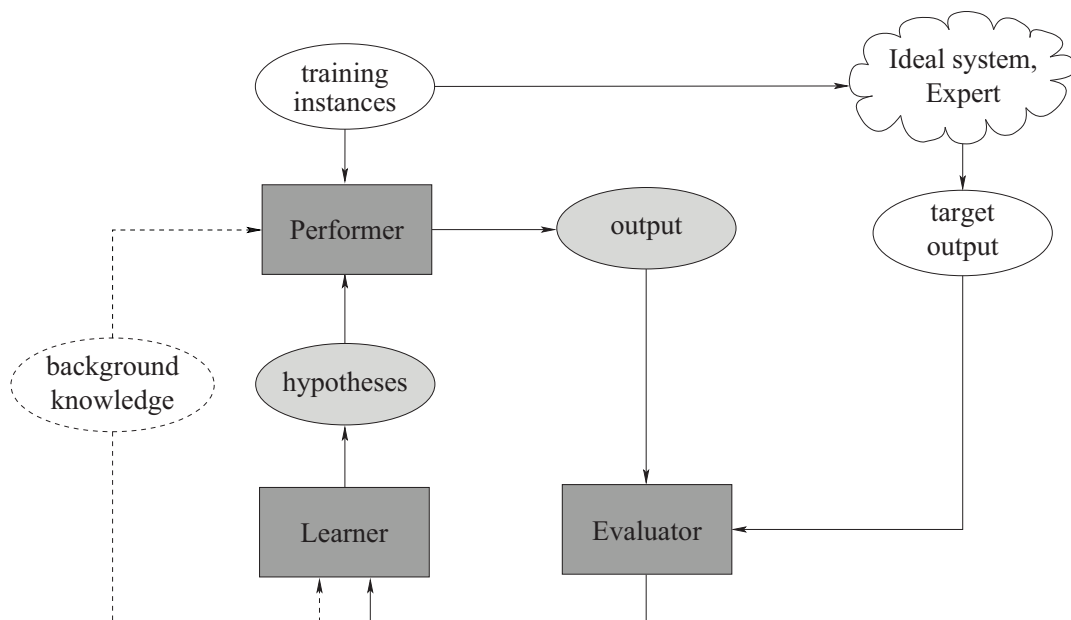 training
instances
Ideal system,
Expert
Performer
output
target
output
background
knowledge
hypotheses
Learner
Evaluator